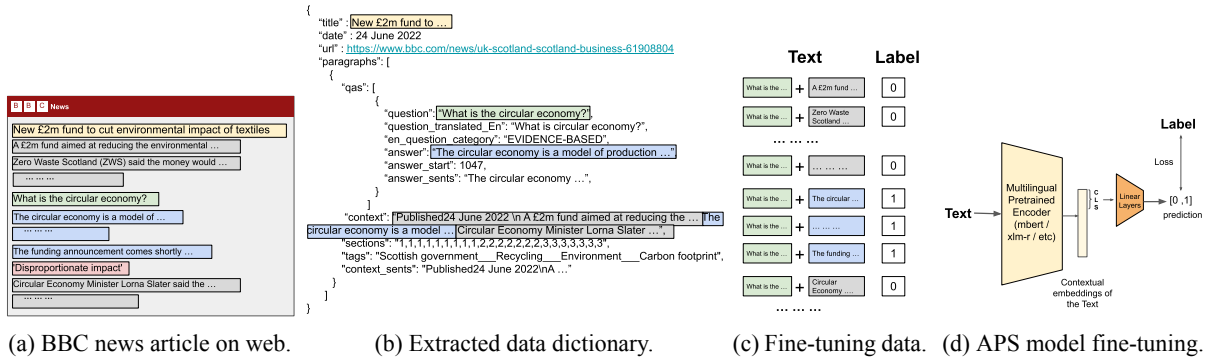 B B C News
New £2m fund to cut environmental impact of textiles
A £2m fund aimed at reducing the environmental ...
Zero Waste Scotland (ZWS) said the money would ...
... ... ...
What is the circular economy?
The circular economy is a model of ...
... ... ...
The funding announcement comes shortly ...
'Disproportionate impact'
Circular Economy Minister Lorna Slater said the ...
... ... ...
(a) BBC news article on web.
{
"title" : New £2m fund to ...
"date" : 24 June 2022
"url" : https://www.bbc.com/news/uk-scotland-scotland-business-61908804
"paragraphs": [
{
"qas": [
{
"question": "What is the circular economy?",
"question_translated_En": "What is circular economy?",
"en_question_category": "EVIDENCE-BASED",
"answer": "The circular economy is a model of production ..."
"answer_start": 1047,
"answer_sents": "The circular economy ...",
}
]
"context": "Published24 June 2022 \n A £2m fund aimed at reducing the ... The
circular economy is a model ... Circular Economy Minister Lorna Slater ...",
"sections": "1,1,1,1,1,1,1,1,1,2,2,2,2,2,2,2,3,3,3,3,3,3,3"
"tags": "Scottish government___Recycling___Environment___Carbon footprint",
"context_sents": "Published24 June 2022\nA ..."
}
]
}
(b) Extracted data dictionary.
Text Label
What is the ... + A £2m fund ... 0
What is the ... + Zero Waste Scotland ... 0
... ... ...
What is the ... + ... ... ... 0
What is the ... + The circular ... 1
What is the ... + ... ... ... 1
What is the ... + The funding ... 1
What is the ... + Circular Economy .... 0
... ... ...
(c) Fine-tuning data.
Text
Multilingual
Pretrained
Encoder
(mbert /
xlm-r /
etc)
C
L
S
Contextual
embeddings of
the Text
Linear
Layers
Label
Loss
[0 ,1]
prediction
(d) APS model fine-tuning.